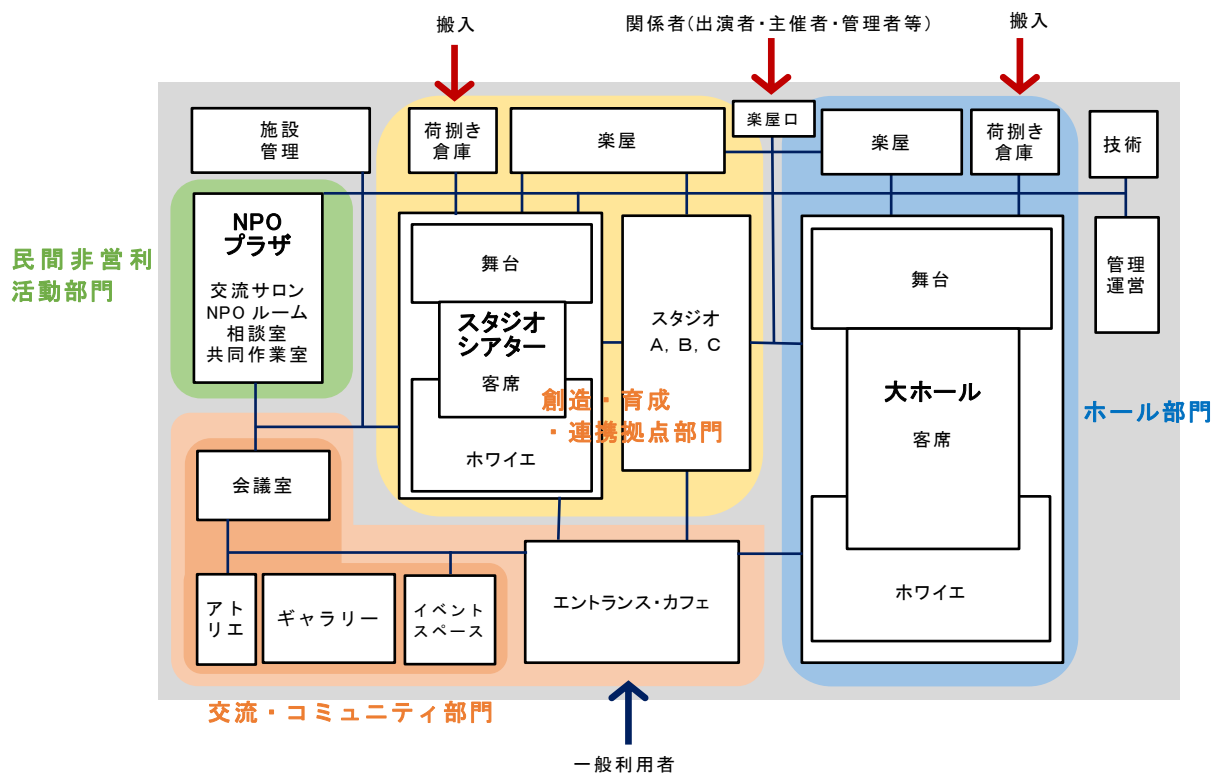 搬入
関係者(出演者・主催者・管理者等)
搬入
施設
管理
荷捌き
倉庫
楽屋
楽屋口
楽屋
荷捌き
倉庫
技術
民間非営利
活動部門
NPO
プラザ
交流サロン
NPO ルーム
相談室
共同作業室
舞台
スタジオ
シアター
客席
ホワイエ
スタジオ
A, B, C
創造・育成
・連携拠点部門
舞台
大ホール
客席
ホワイエ
管理
運営
ホール部門
会議室
アト
リエ
ギャラリー
イベント
スペース
エントランス・カフェ
交流・コミュニティ部門
一般利用者